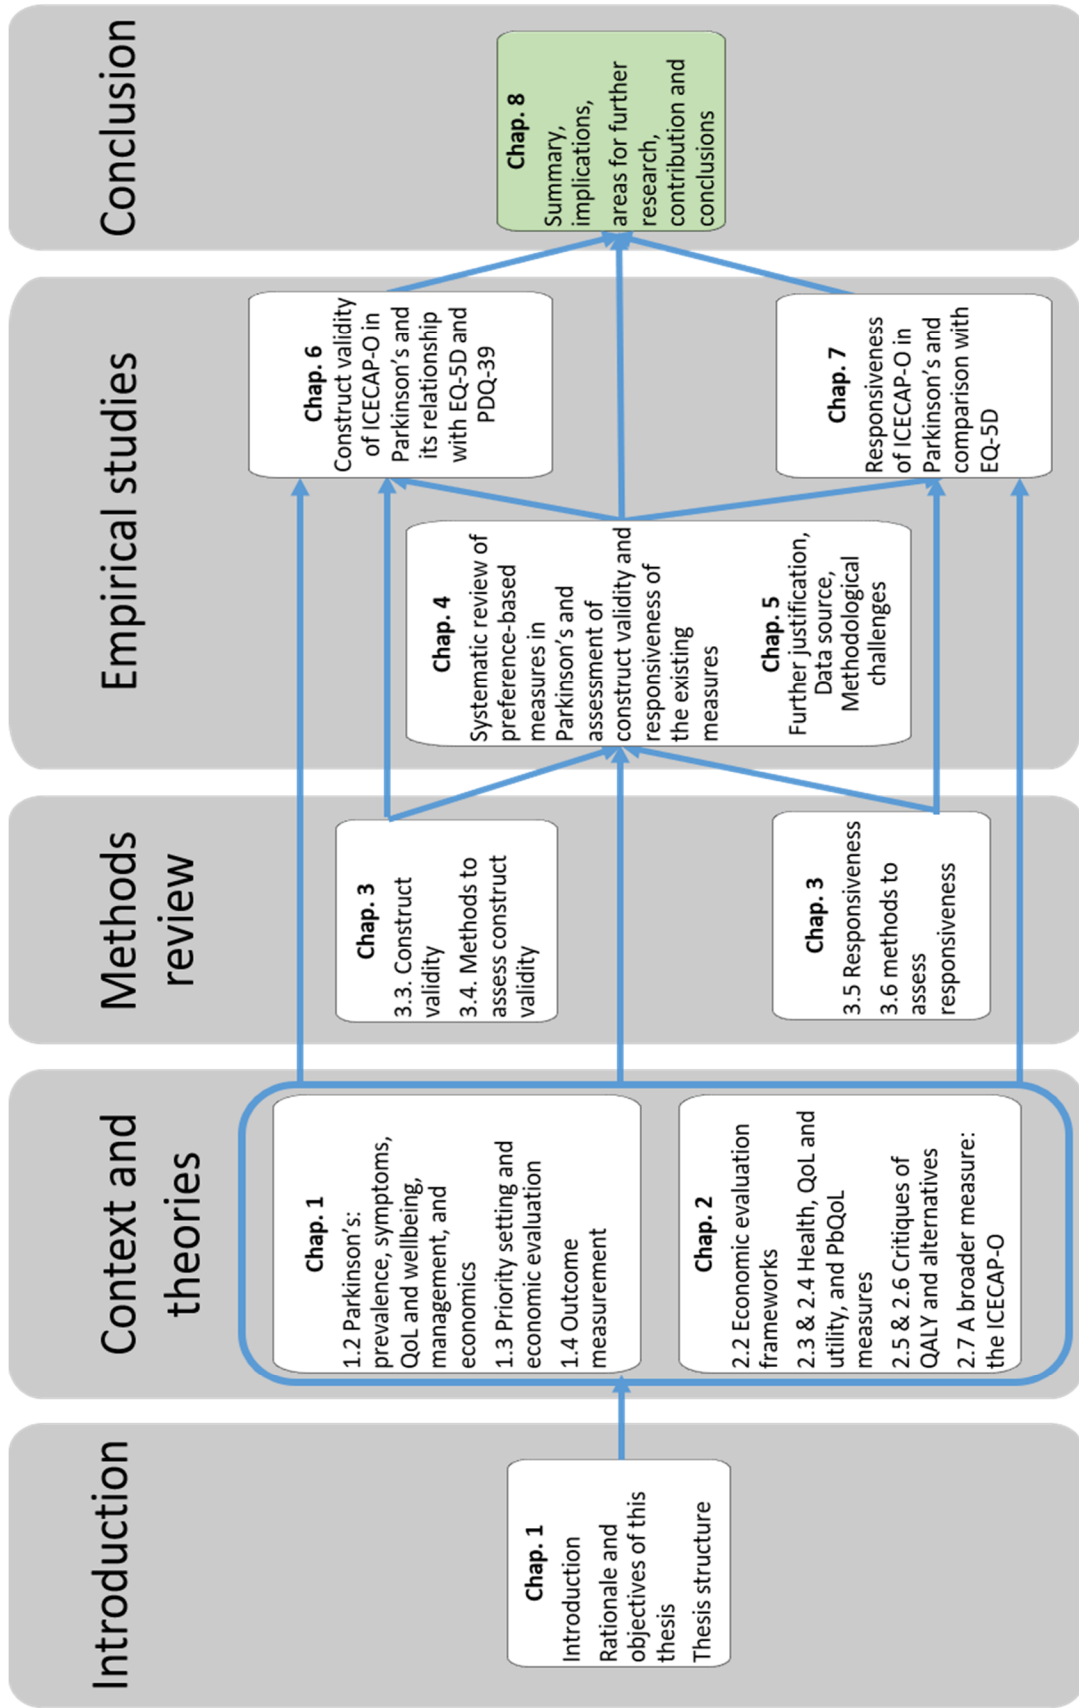 Introduction
Chap. 1
Introduction
Rationale and
objectives of this
thesis
Thesis structure
Context and
theories
Chap. 1
1.2 Parkinson's:
prevalence, symptoms,
QoL and wellbeing,
management, and
economics
1.3 Priority setting and
economic evaluation
1.4 Outcome
measurement
Chap. 2
2.2 Economic evaluation
frameworks
2.3 & 2.4 Health, QoL and
utility, and PbQoL
measures
2.5 & 2.6 Critiques of
QALY and alternatives
2.7 A broader measure:
the ICECAP-O
Methods
review
Chap. 3
3.3. Construct
validity
3.4. Methods to
assess construct
validity
Chap. 3
3.5 Responsiveness
3.6 methods to
assess
responsiveness
Empirical studies
Chap. 4
Systematic review of
preference-based
measures in
Parkinson's and
assessment of
construct validity and
responsiveness of
the existing
measures
Chap. 5
Further justification,
Data source,
Methodological
challenges
Chap. 6
Construct validity
of ICECAP-O in
Parkinson's and
its relationship
with EQ-5D and
PDQ-39
Chap. 7
Responsiveness
of ICECAP-O in
Parkinson's and
comparison with
EQ-5D
Conclusion
Chap. 8
Summary,
implications,
areas for further
research,
contribution and
conclusions